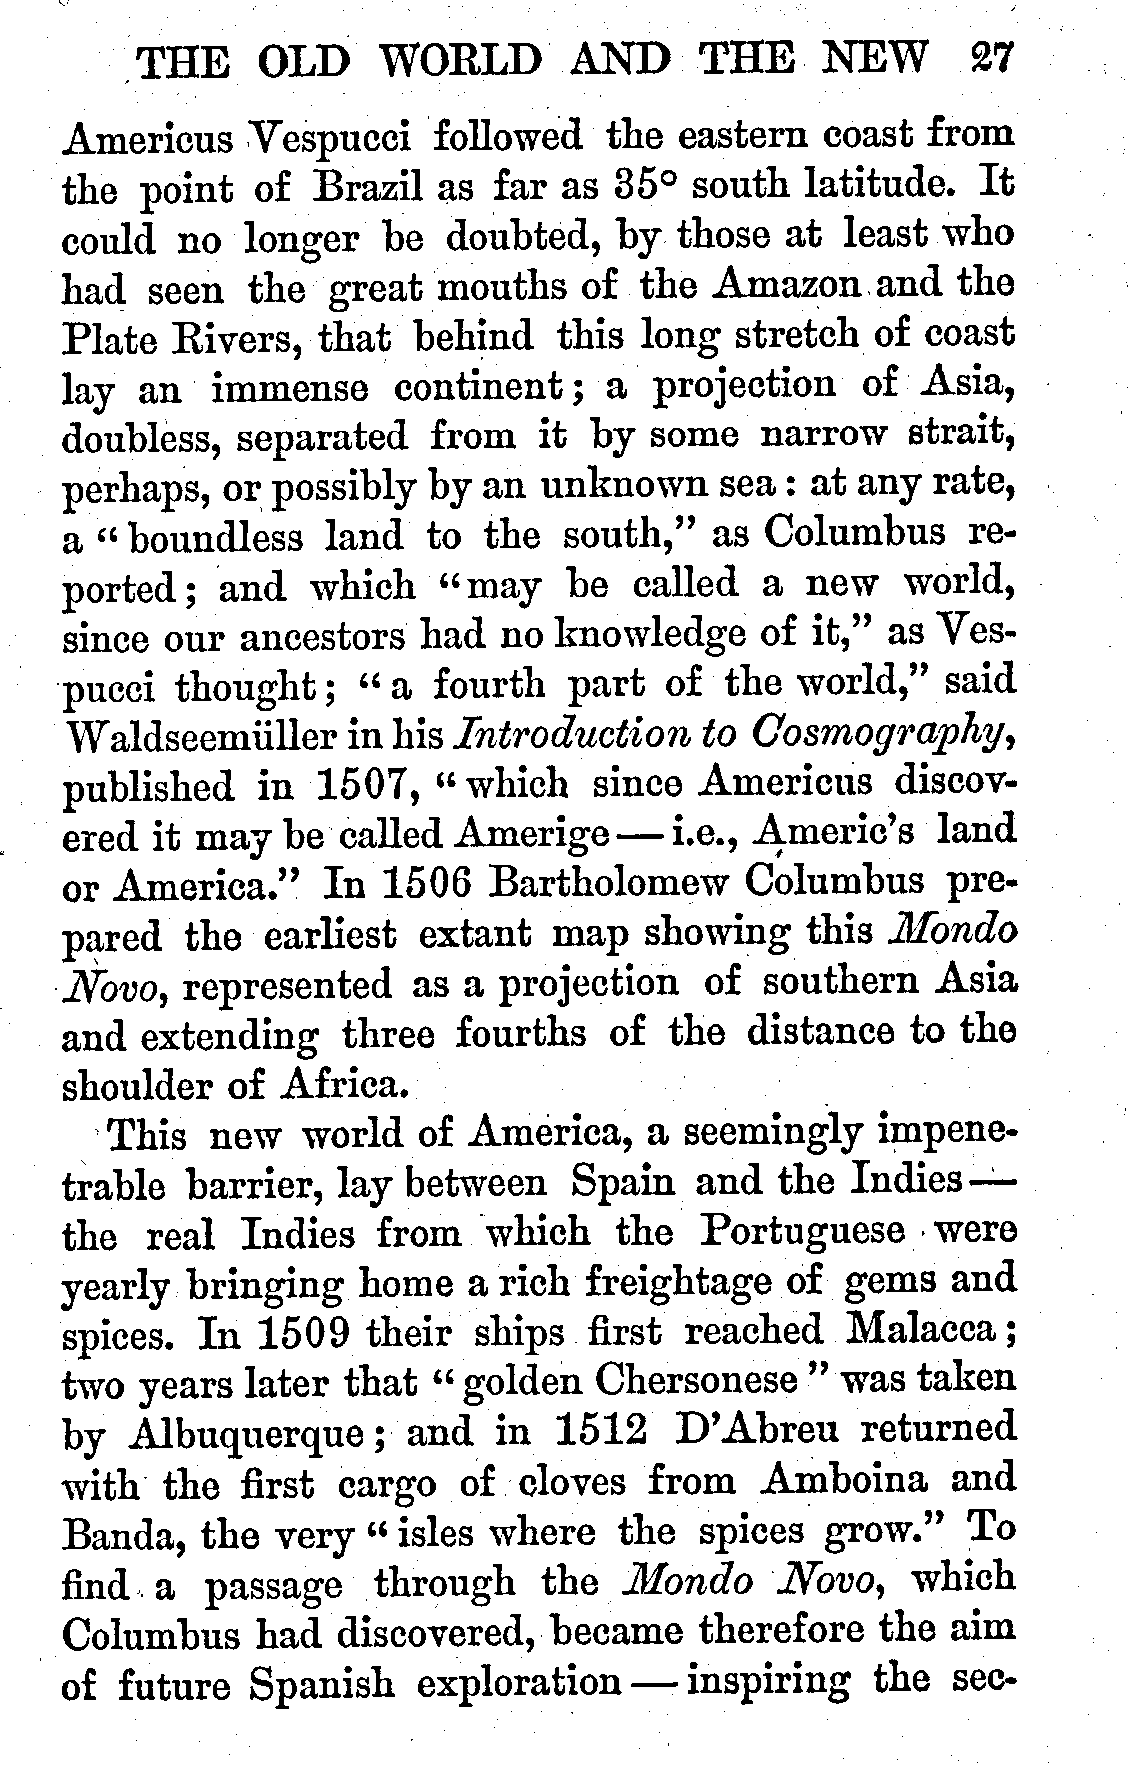 THE OLD WORLD AND THE NEW 27
Americus Vespucci followed the eastern coast from
the point of Brazil as far as 35° south latitude. It
could no longer be doubted, by those at least who
had seen the great mouths of the Amazon and the
Plate Rivers, that behind this long stretch of coast
lay an immense continent; a projection of Asia,
doubless, separated from it by some narrow strait,
perhaps, or possibly by an unknown sea: at any rate,
a "boundless land to the south," as Columbus re-
ported; and which "may be called a new world,
since our ancestors had no knowledge of it," as Ves-
pucci thought; "a fourth part of the world," said
Waldseemüller in his Introduction to Cosmography,
published in 1507, "which since Americus discov-
ered it may be called Amerige—i.e., Americ's land
or America." In 1506 Bartholomew Columbus pre-
pared the earliest extant map showing this Mondo
Novo, represented as a projection of southern Asia
and extending three fourths of the distance to the
shoulder of Africa.
This new world of America, a seemingly impene-
trable barrier, lay between Spain and the Indies—
the real Indies from which the Portuguese were
yearly bringing home a rich freightage of gems and
spices. In 1509 their ships first reached Malacca;
two years later that "golden Chersonese" was taken
by Albuquerque; and in 1512 D'Abreu returned
with the first cargo of cloves from Amboina and
Banda, the very "isles where the spices grow." To
find a passage through the Mondo Novo, which
Columbus had discovered, became therefore the aim
of future Spanish exploration—inspiring the sec-